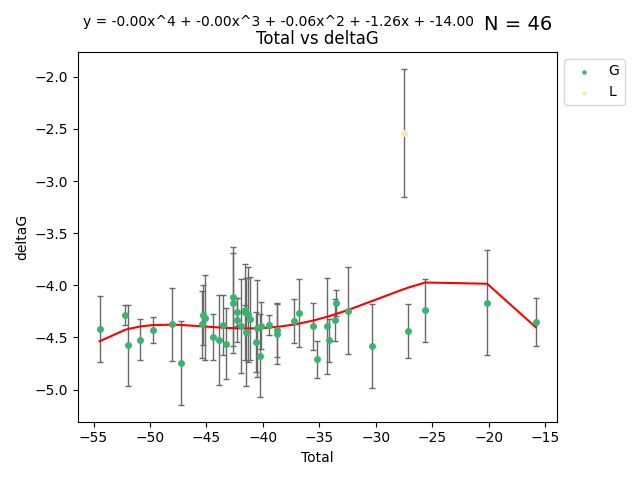 y = -0.00x^4 + -0.00x^3 + -0.06x^2 + -1.26x + -14.00 N = 46
Total vs deltaG
G
L
−2.0
−2.5
−3.0
−3.5
−4.0
−4.5
−5.0
deltaG
−55 −50 −45 −40 −35 −30 −25 −20 −15
Total